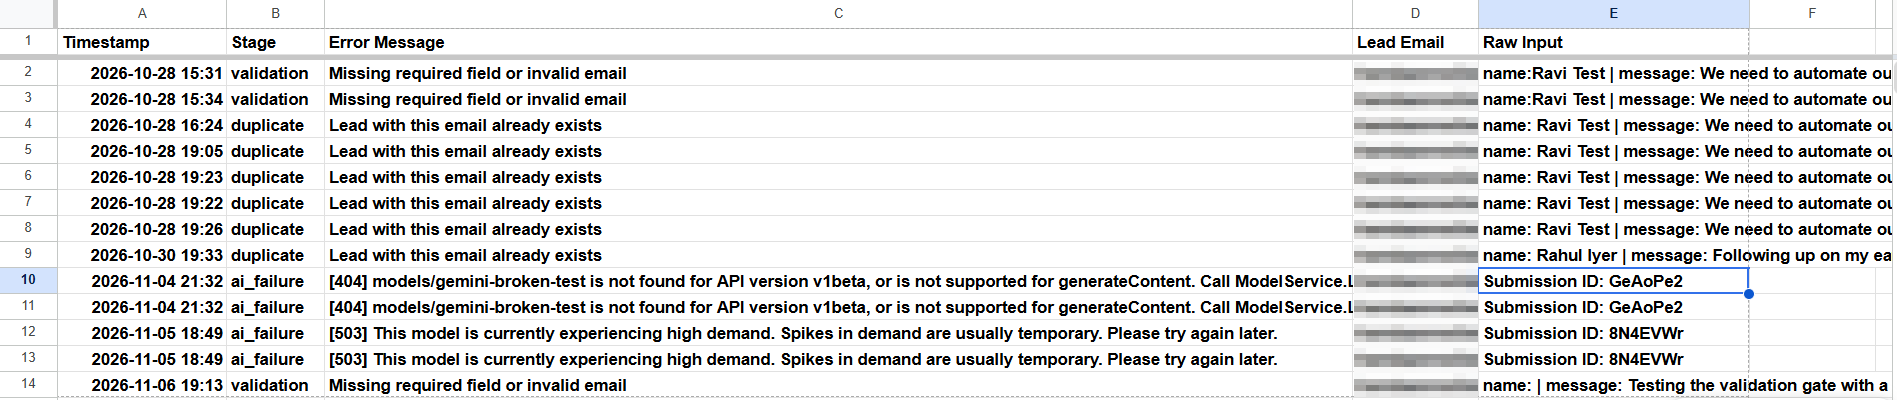 A B C D E F
1 Timestamp Stage Error Message Lead Email Raw Input
2 2026-10-28 15:31 validation Missing required field or invalid email name:Ravi Test | message: We need to automate ou
3 2026-10-28 15:34 validation Missing required field or invalid email name:Ravi Test | message: We need to automate ou
4 2026-10-28 16:24 duplicate Lead with this email already exists name: Ravi Test | message: We need to automate ou
5 2026-10-28 19:05 duplicate Lead with this email already exists name: Ravi Test | message: We need to automate ou
6 2026-10-28 19:23 duplicate Lead with this email already exists name: Ravi Test | message: We need to automate ou
7 2026-10-28 19:22 duplicate Lead with this email already exists name: Ravi Test | message: We need to automate ou
8 2026-10-28 19:26 duplicate Lead with this email already exists name: Ravi Test | message: We need to automate ou
9 2026-10-30 19:33 duplicate Lead with this email already exists name: Rahul Iyer | message: Following up on my ea
10 2026-11-04 21:32 ai_failure [404] models/gemini-broken-test is not found for API version v1beta, or is not supported for generateContent. Call ModelService.L Submission ID: GeAoPe2
11 2026-11-04 21:32 ai_failure [404] models/gemini-broken-test is not found for API version v1beta, or is not supported for generateContent. Call ModelService.L Submission ID: GeAoPe2
12 2026-11-05 18:49 ai_failure [503] This model is currently experiencing high demand. Spikes in demand are usually temporary. Please try again later. Submission ID: 8N4EVWr
13 2026-11-05 18:49 ai_failure [503] This model is currently experiencing high demand. Spikes in demand are usually temporary. Please try again later. Submission ID: 8N4EVWr
14 2026-11-06 19:13 validation Missing required field or invalid email name: | message: Testing the validation gate with a